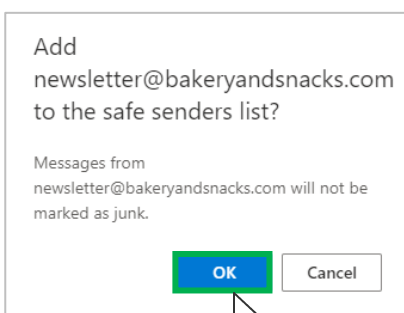 Add
newsletter@bakeryandsnacks.com
to the safe senders list?
Messages from
newsletter@bakeryandsnacks.com will not be
marked as junk.
OK
Cancel